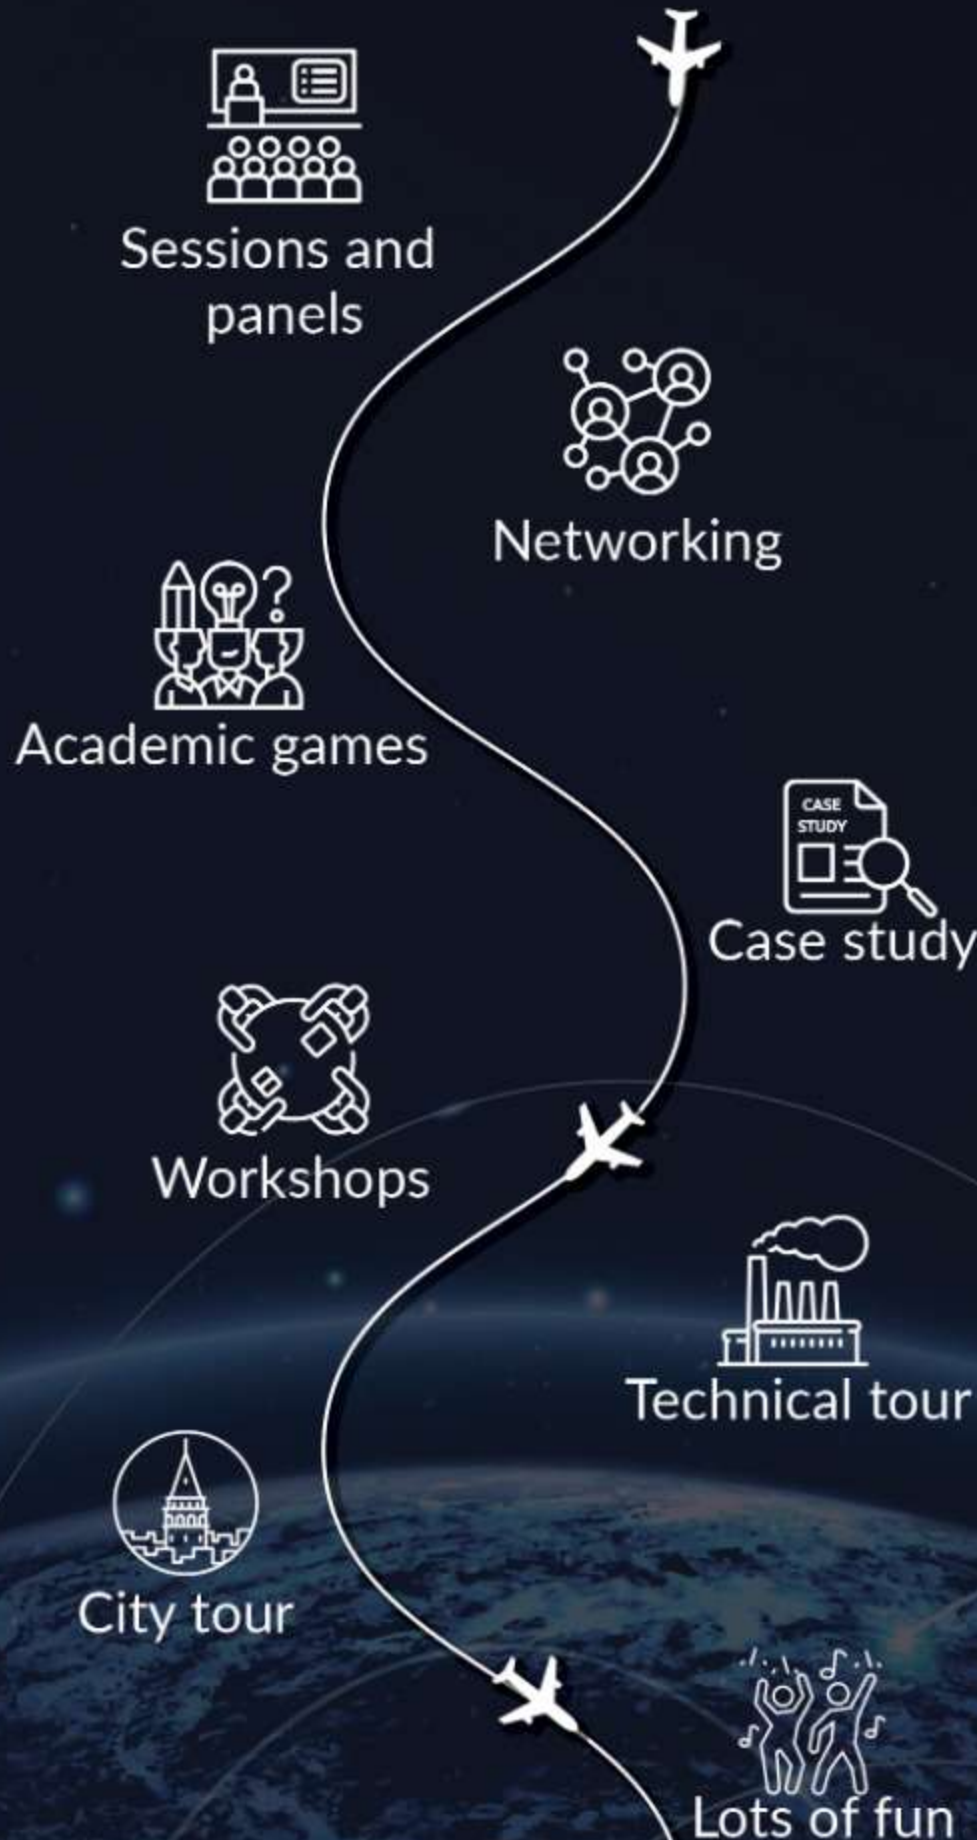 Sessions and
panels
Networking
Academic games
CASE
STUDY
Case study
Workshops
Technical tour
City tour
Lots of fun